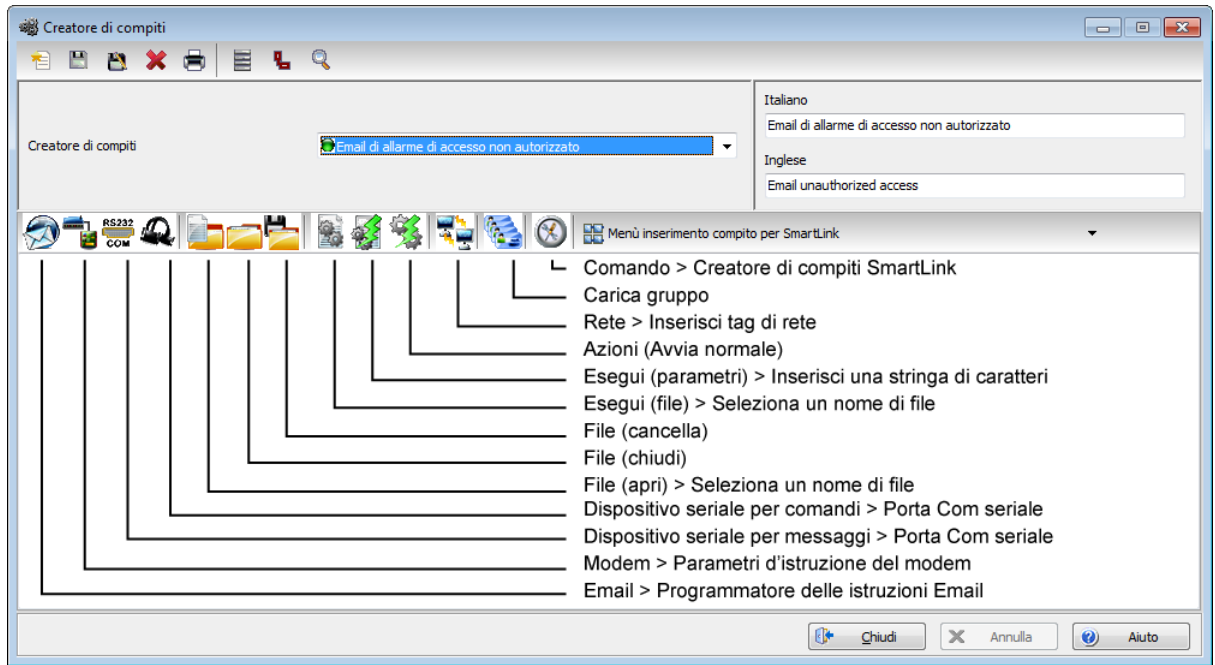 Creatore di compiti
Creatore di compiti
Email di allarme di accesso non autorizzato
Italiano
Email di allarme di accesso non autorizzato
Inglese
Email unauthorized access
RS232
COM
Menù inserimento compito per SmartLink
Comando > Creatore di compiti SmartLink
Carica gruppo
Rete > Inserisci tag di rete
Azioni (Avvia normale)
Esegui (parametri) > Inserisci una stringa di caratteri
Esegui (file) > Seleziona un nome di file
File (cancella)
File (chiudi)
File (apri) > Seleziona un nome di file
Dispositivo seriale per comandi > Porta Com seriale
Dispositivo seriale per messaggi > Porta Com seriale
Modem > Parametri d'istruzione del modem
Email > Programmatore delle istruzioni Email
Chiudi
Annulla
Aiuto